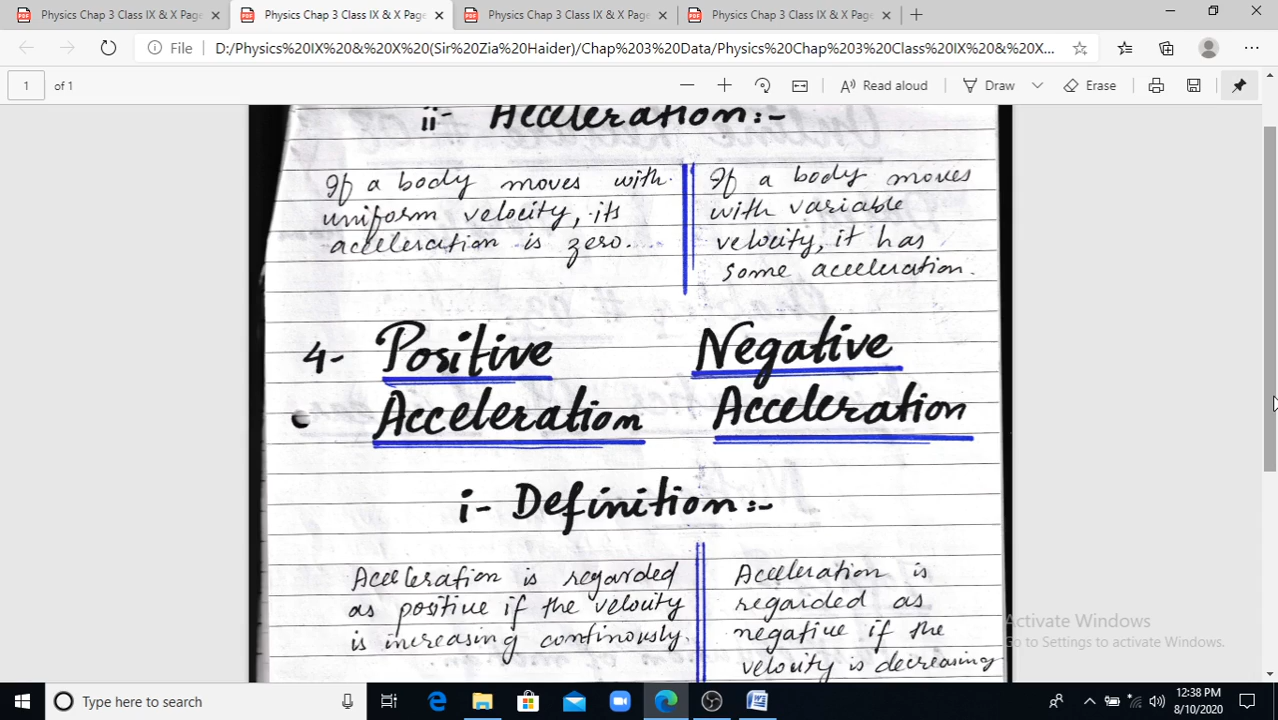 Physics Chap 3 Class IX & X Page
Physics Chap 3 Class IX & X Page
Physics Chap 3 Class IX & X Page
Physics Chap 3 Class IX & X Page
File D:/Physics%20IX%20&%20X%20(Sir%20Zia%20Haider)/Chap%203%20Data/Physics%20Chap%203%20Class%20IX%20&%20X...
1 of 1
Read aloud
Draw
Erase
ii- Acceleration:-
If a body moves with
uniform velocity, its
acceleration is zero.
If a body moves
with variable
velocity, it has
some acceleration.
4- Positive
Acceleration
Negative
Acceleration
i- Definition:-
Acceleration is regarded
as positive if the velocity
is increasing continously.
Acceleration is
regarded as
negative if the
velocity is decreasing
Activate Windows
Go to Settings to activate Windows.
Type here to search
12:38 PM
8/10/2020